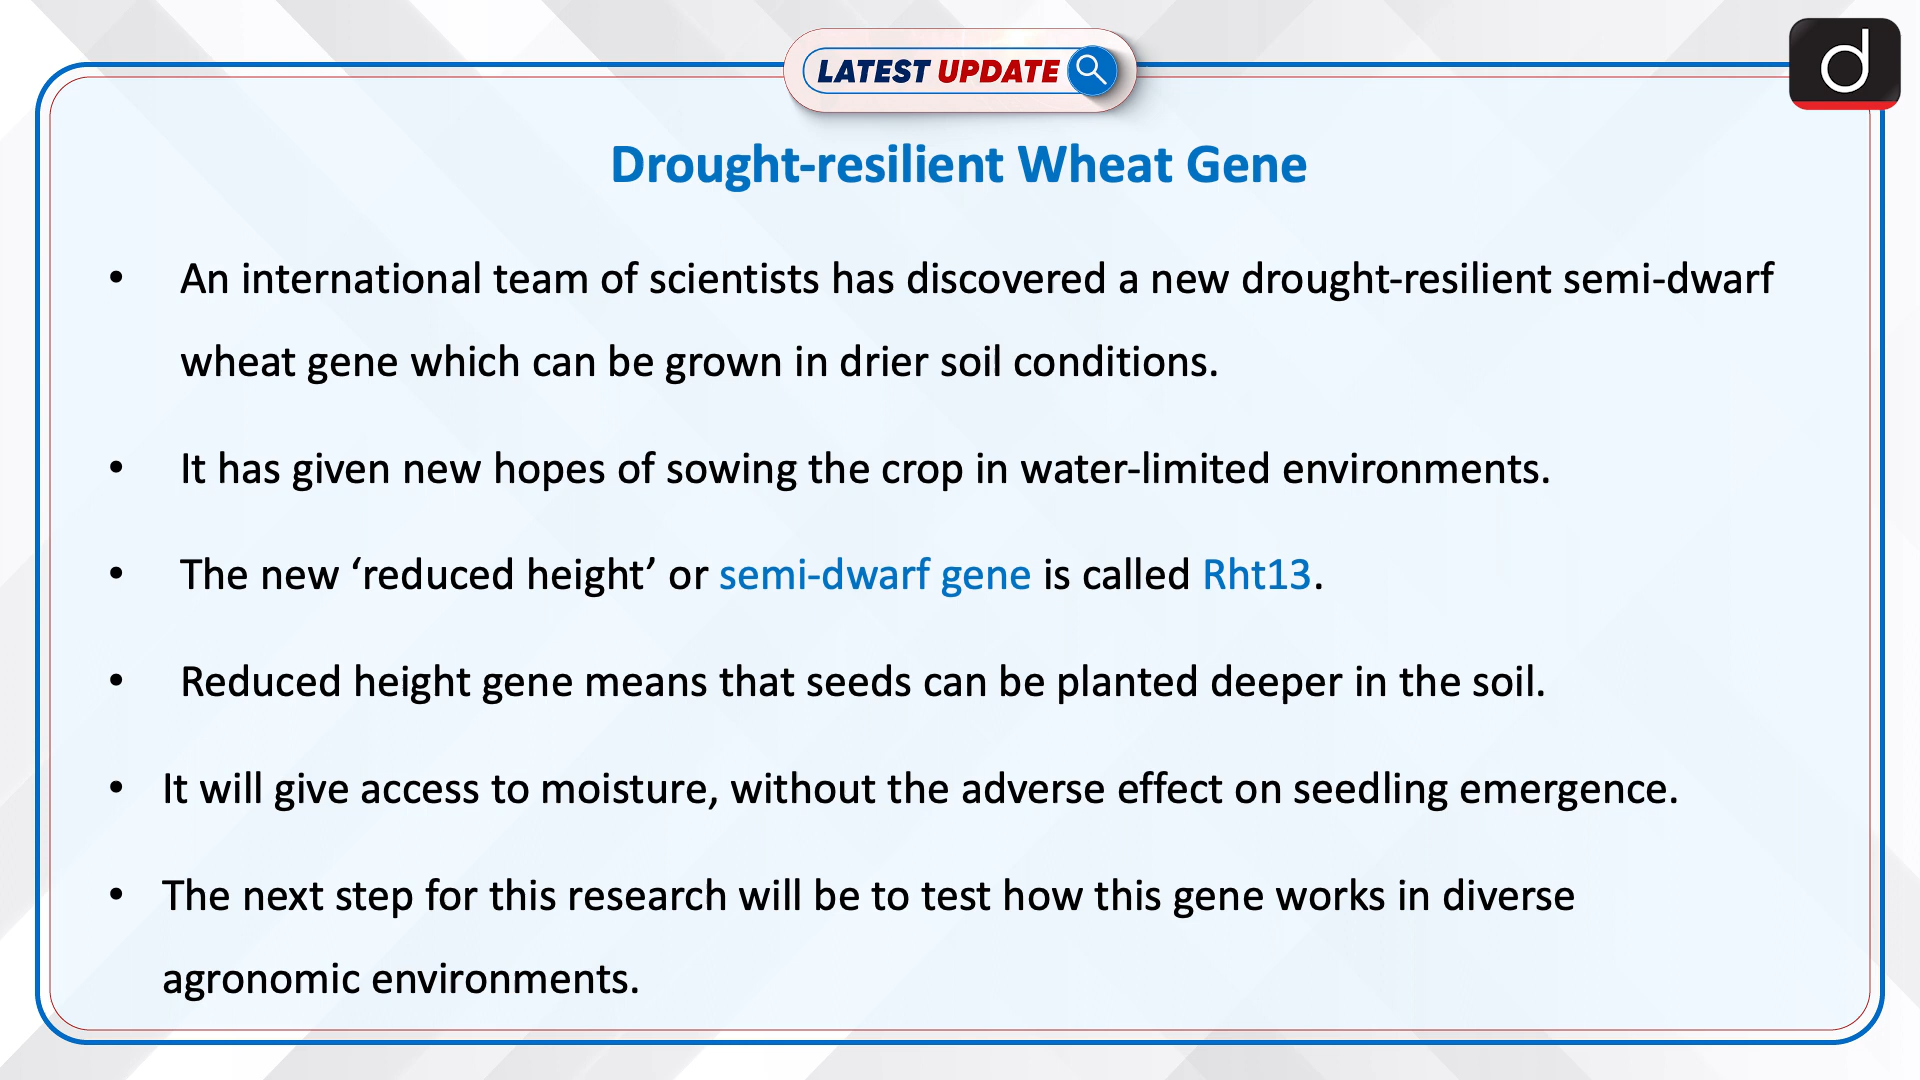 LATEST UPDATE
d
Drought-resilient Wheat Gene
• An international team of scientists has discovered a new drought-resilient semi-dwarf
wheat gene which can be grown in drier soil conditions.
• It has given new hopes of sowing the crop in water-limited environments.
• The new ‘reduced height’ or semi-dwarf gene is called Rht13.
• Reduced height gene means that seeds can be planted deeper in the soil.
• It will give access to moisture, without the adverse effect on seedling emergence.
• The next step for this research will be to test how this gene works in diverse
agronomic environments.